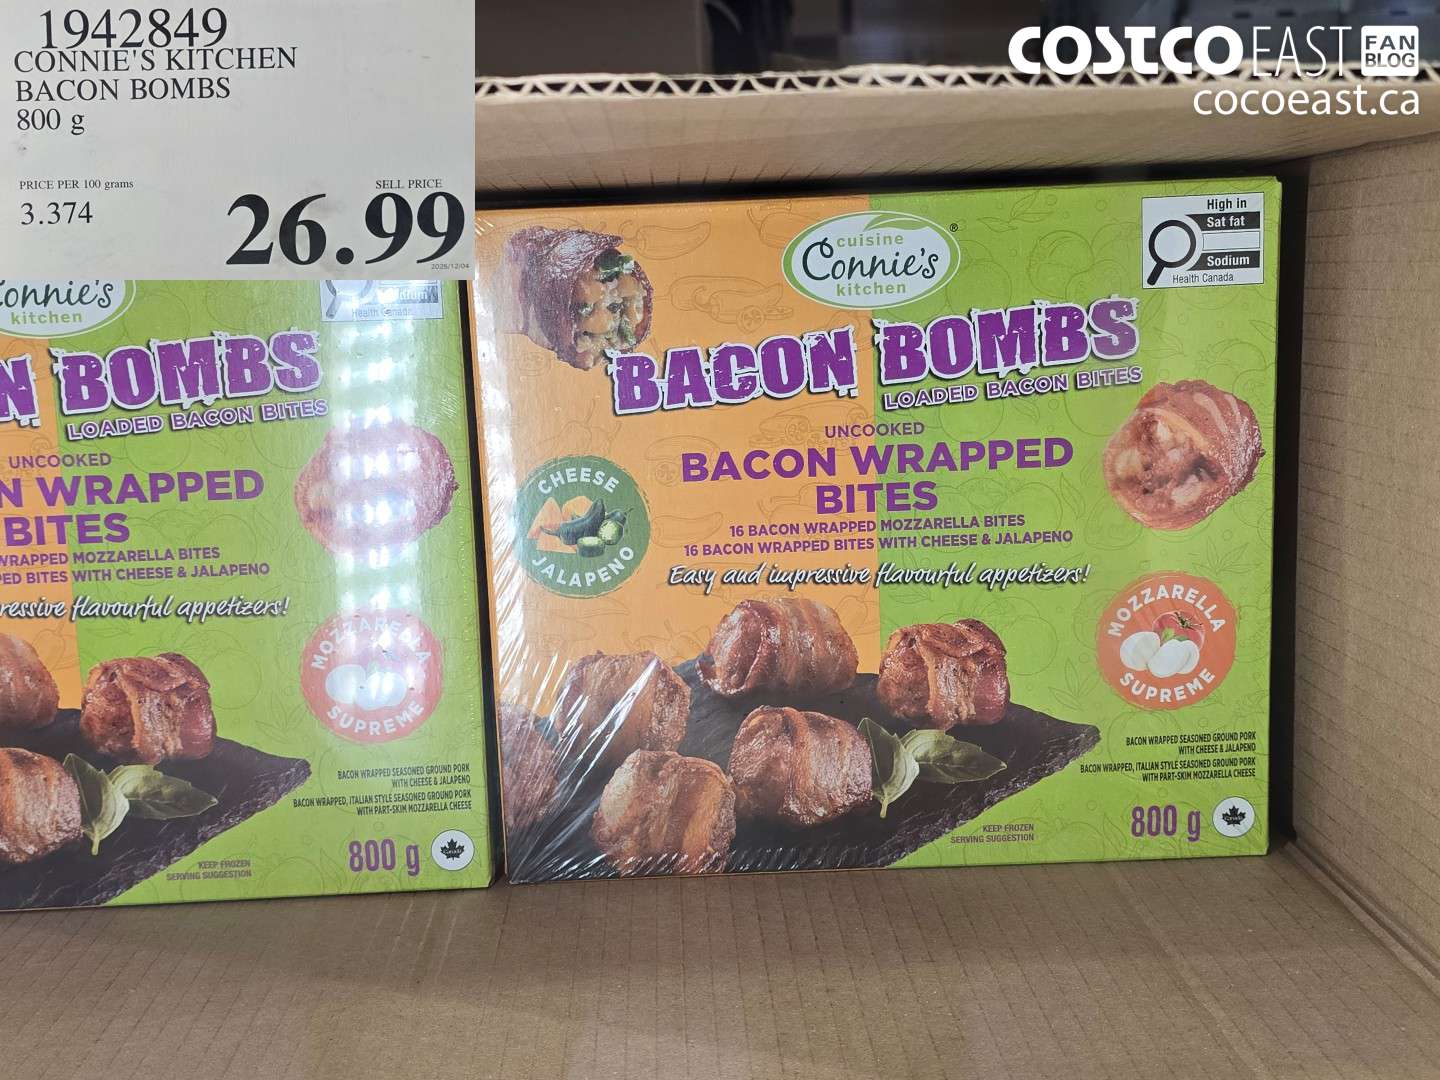 1942849
CONNIE'S KITCHEN
BACON BOMBS
800 g
PRICE PER 100 grams
3.374
SELL PRICE
26.99
2025/12/04
COSTCO EAST FAN BLOG
cocoeast.ca
High in
Sat fat
Sodium
Health Canada
cuisine
Connie's®
kitchen
BACON BOMBS
LOADED BACON BITES
UNCOOKED
BACON WRAPPED
BITES
16 BACON WRAPPED MOZZARELLA BITES
16 BACON WRAPPED BITES WITH CHEESE & JALAPENO
Easy and impressive flavourful appetizers!
CHEESE
JALAPENO
MOZZARELLA
SUPREME
BACON WRAPPED SEASONED GROUND PORK
WITH CHEESE & JALAPENO
BACON WRAPPED, ITALIAN STYLE SEASONED GROUND PORK
WITH PART-SKIM MOZZARELLA CHEESE
KEEP FROZEN
SERVING SUGGESTION
800 g
Connie's
kitchen
dium
Health Canada
N BOMBS
LOADED BACON BITES
UNCOOKED
N WRAPPED
BITES
WRAPPED MOZZARELLA BITES
PED BITES WITH CHEESE & JALAPENO
ressive flavourful appetizers!
MOZZARELLA
SUPREME
BACON WRAPPED SEASONED GROUND PORK
WITH CHEESE & JALAPENO
BACON WRAPPED, ITALIAN STYLE SEASONED GROUND PORK
WITH PART-SKIM MOZZARELLA CHEESE
KEEP FROZEN
SERVING SUGGESTION
800 g